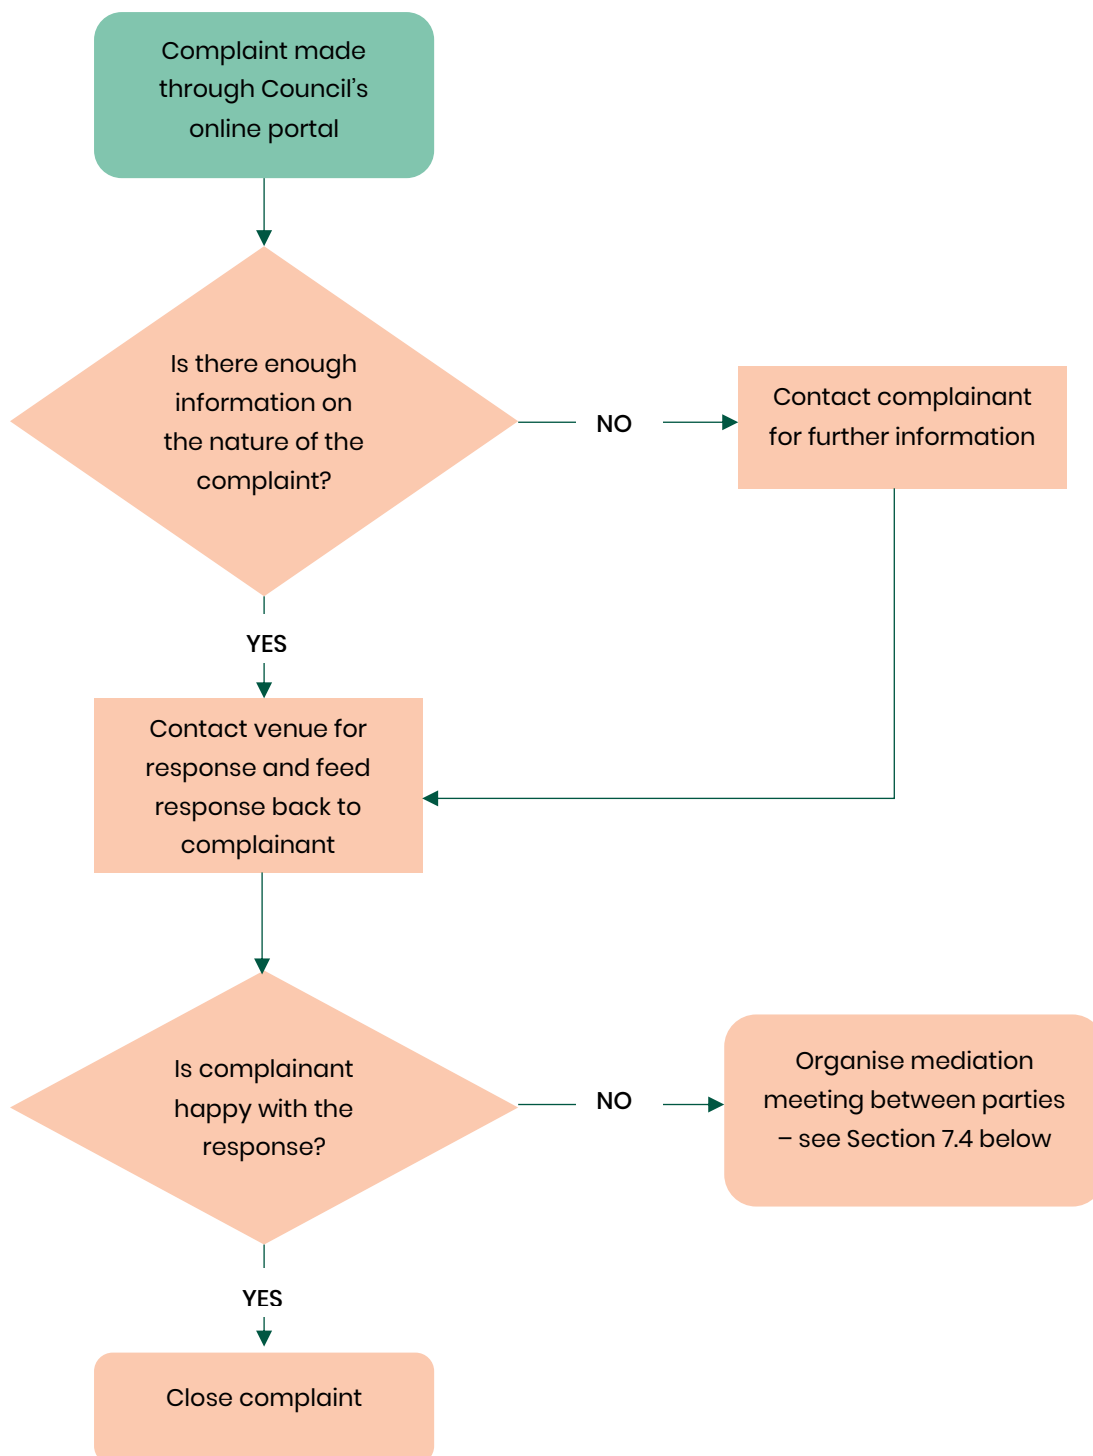 Complaint made
through Council’s
online portal
Is there enough
information on
the nature of the
complaint?
NO
Contact complainant
for further information
YES
Contact venue for
response and feed
response back to
complainant
Is complainant
happy with the
response?
NO
Organise mediation
meeting between parties
– see Section 7.4 below
YES
Close complaint